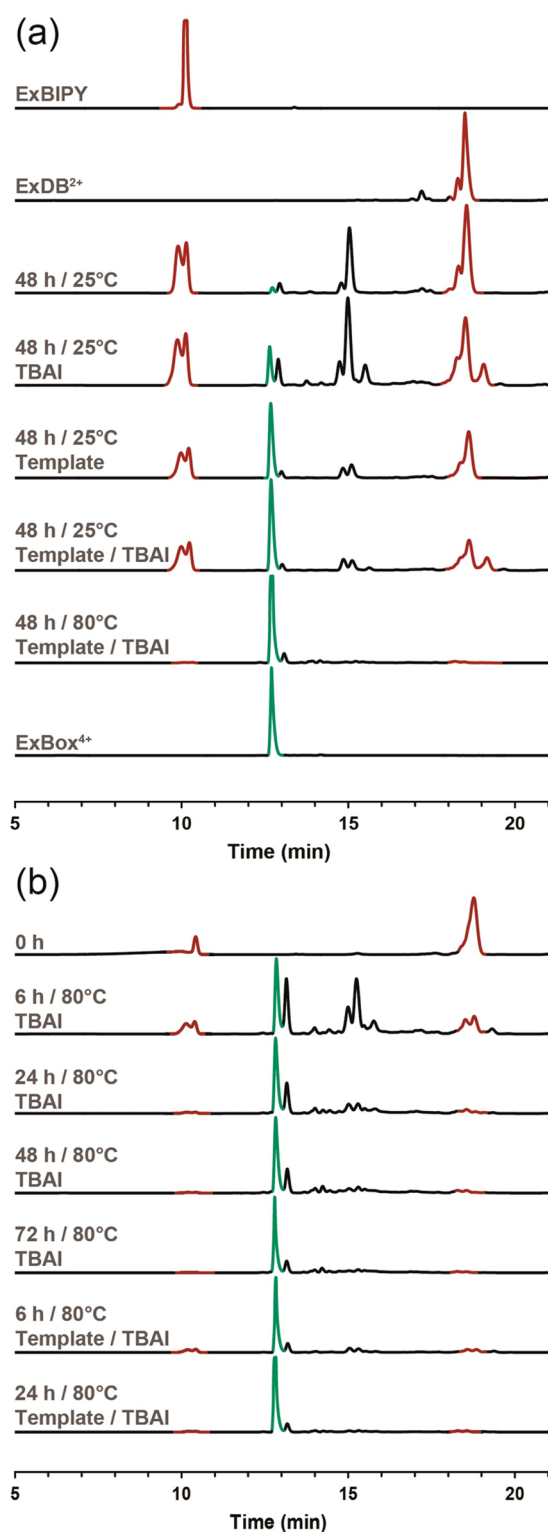 (a)
ExBIPY
ExDB²⁺
48 h / 25°C
48 h / 25°C
TBAI
48 h / 25°C
Template
48 h / 25°C
Template / TBAI
48 h / 80°C
Template / TBAI
ExBox⁴⁺
5 10 15 20
Time (min)
(b)
0 h
6 h / 80°C
TBAI
24 h / 80°C
TBAI
48 h / 80°C
TBAI
72 h / 80°C
TBAI
6 h / 80°C
Template / TBAI
24 h / 80°C
Template / TBAI
5 10 15 20
Time (min)